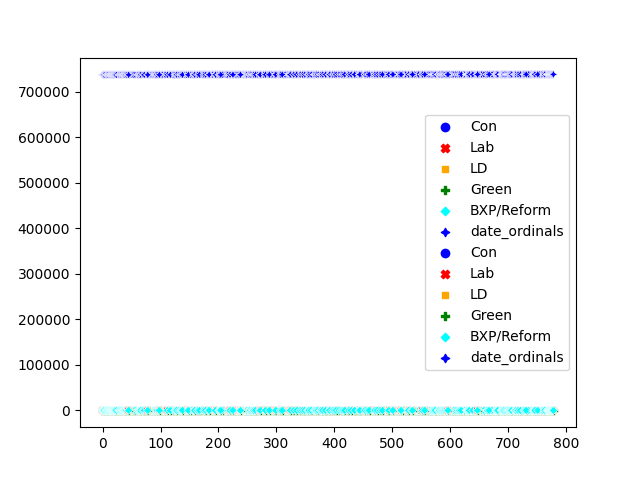 700000
600000
500000
400000
300000
200000
100000
0
0 100 200 300 400 500 600 700 800
Con
Lab
LD
Green
BXP/Reform
date_ordinals
Con
Lab
LD
Green
BXP/Reform
date_ordinals